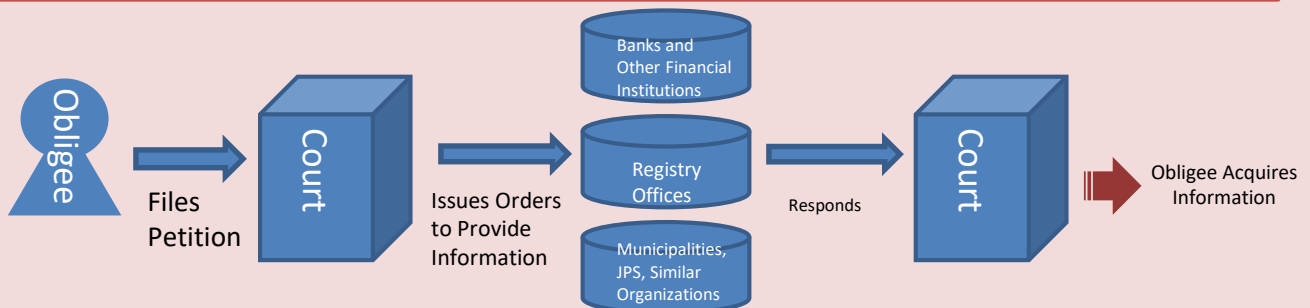 Obligee
Files
Petition
Court
Issues Orders
to Provide
Information
Banks and
Other Financial
Institutions
Registry
Offices
Municipalities,
JPS, Similar
Organizations
Responds
Court
Obligee Acquires
Information